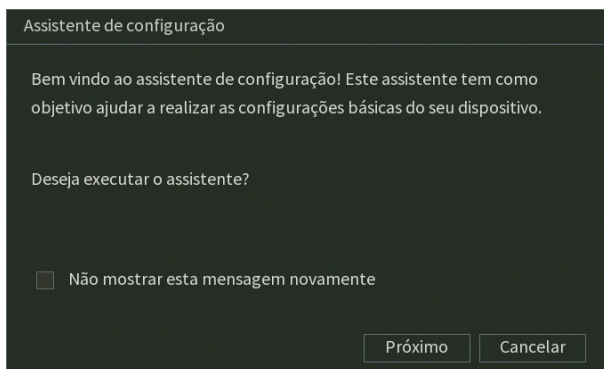 Assistente de configuração
Bem vindo ao assistente de configuração! Este assistente tem como
objetivo ajudar a realizar as configurações básicas do seu dispositivo.
Deseja executar o assistente?
Não mostrar esta mensagem novamente
Próximo Cancelar